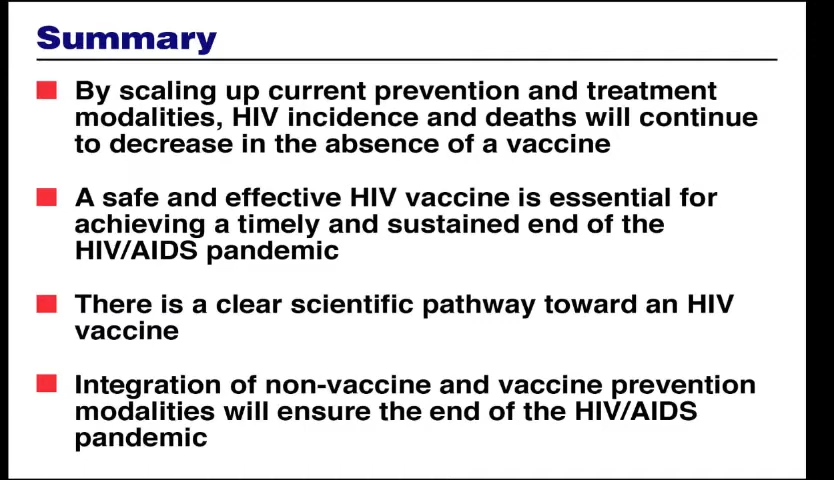 Summary
By scaling up current prevention and treatment
modalities, HIV incidence and deaths will continue
to decrease in the absence of a vaccine
A safe and effective HIV vaccine is essential for
achieving a timely and sustained end of the
HIV/AIDS pandemic
There is a clear scientific pathway toward an HIV
vaccine
Integration of non-vaccine and vaccine prevention
modalities will ensure the end of the HIV/AIDS
pandemic